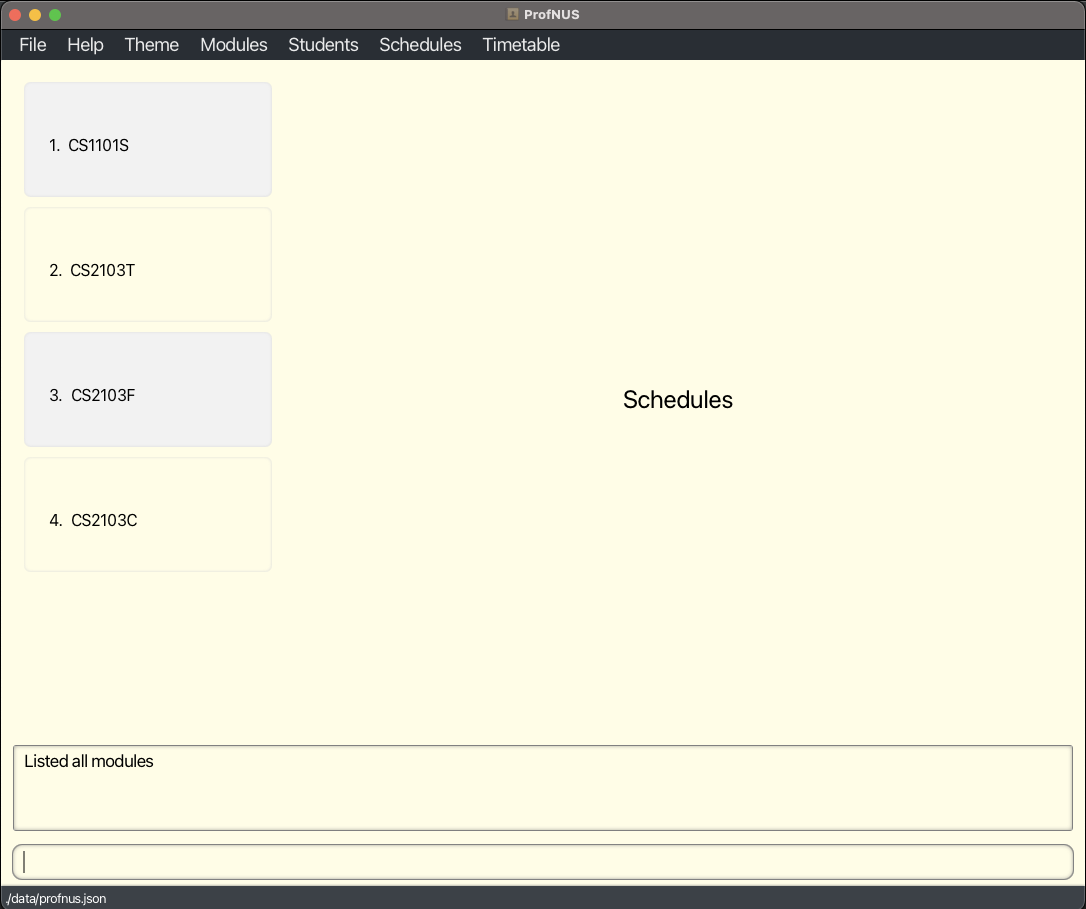 ProfNUS
File Help Theme Modules Students Schedules Timetable
1. CS1101S
2. CS2103T
3. CS2103F
4. CS2103C
Schedules
Listed all modules
./data/profnus.json